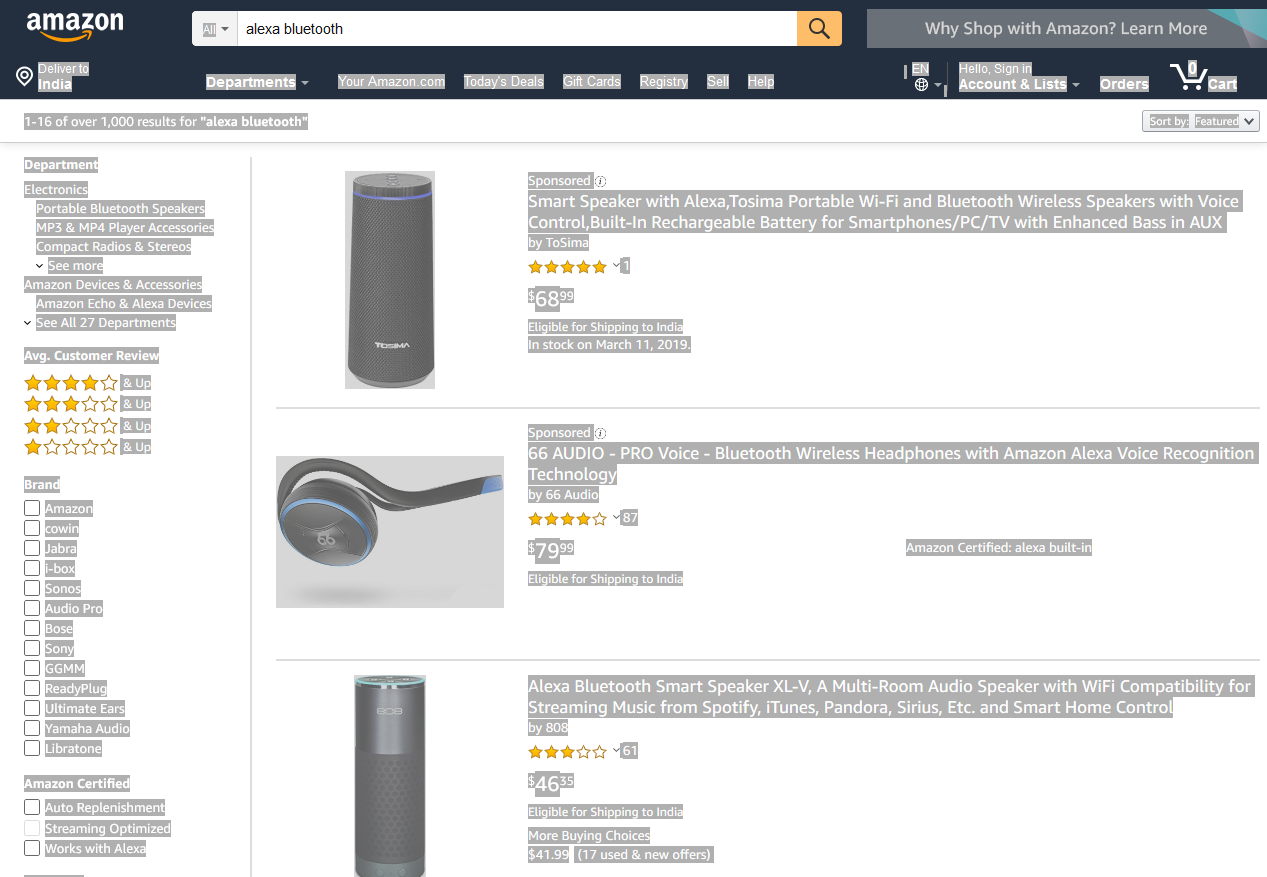 amazon
All
alexa bluetooth
Why Shop with Amazon? Learn More
Deliver to
India
Departments
Your Amazon.com
Today's Deals
Gift Cards
Registry
Sell
Help
EN
Hello, Sign in
Account & Lists
Orders
0
Cart
1-16 of over 1,000 results for "alexa bluetooth"
Sort by: Featured
Department
Electronics
Portable Bluetooth Speakers
MP3 & MP4 Player Accessories
Compact Radios & Stereos
See more
Amazon Devices & Accessories
Amazon Echo & Alexa Devices
See All 27 Departments
Avg. Customer Review
& Up
& Up
& Up
& Up
Brand
Amazon
cowin
Jabra
i-box
Sonos
Audio Pro
Bose
Sony
GGMM
ReadyPlug
Ultimate Ears
Yamaha Audio
Libratone
Amazon Certified
Auto Replenishment
Streaming Optimized
Works with Alexa
TOSIMA
Sponsored
Smart Speaker with Alexa,Tosima Portable Wi-Fi and Bluetooth Wireless Speakers with Voice
Control,Built-In Rechargeable Battery for Smartphones/PC/TV with Enhanced Bass in AUX
by ToSima
1
$68 99
Eligible for Shipping to India
In stock on March 11, 2019.
66
Sponsored
66 AUDIO - PRO Voice - Bluetooth Wireless Headphones with Amazon Alexa Voice Recognition
Technology
by 66 Audio
87
$79 99
Amazon Certified: alexa built-in
Eligible for Shipping to India
808
Alexa Bluetooth Smart Speaker XL-V, A Multi-Room Audio Speaker with WiFi Compatibility for
Streaming Music from Spotify, iTunes, Pandora, Sirius, Etc. and Smart Home Control
by 808
61
$46 35
Eligible for Shipping to India
More Buying Choices
$41.99 (17 used & new offers)